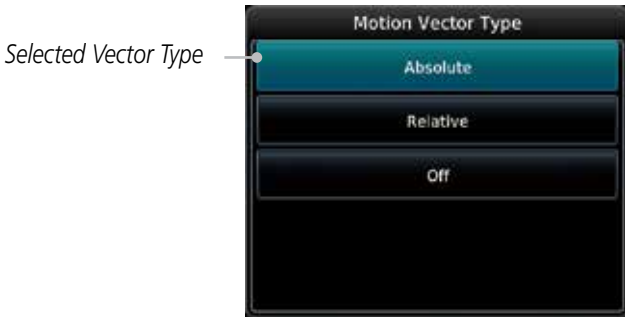 Motion Vector Type
Selected Vector Type
Absolute
Relative
Off